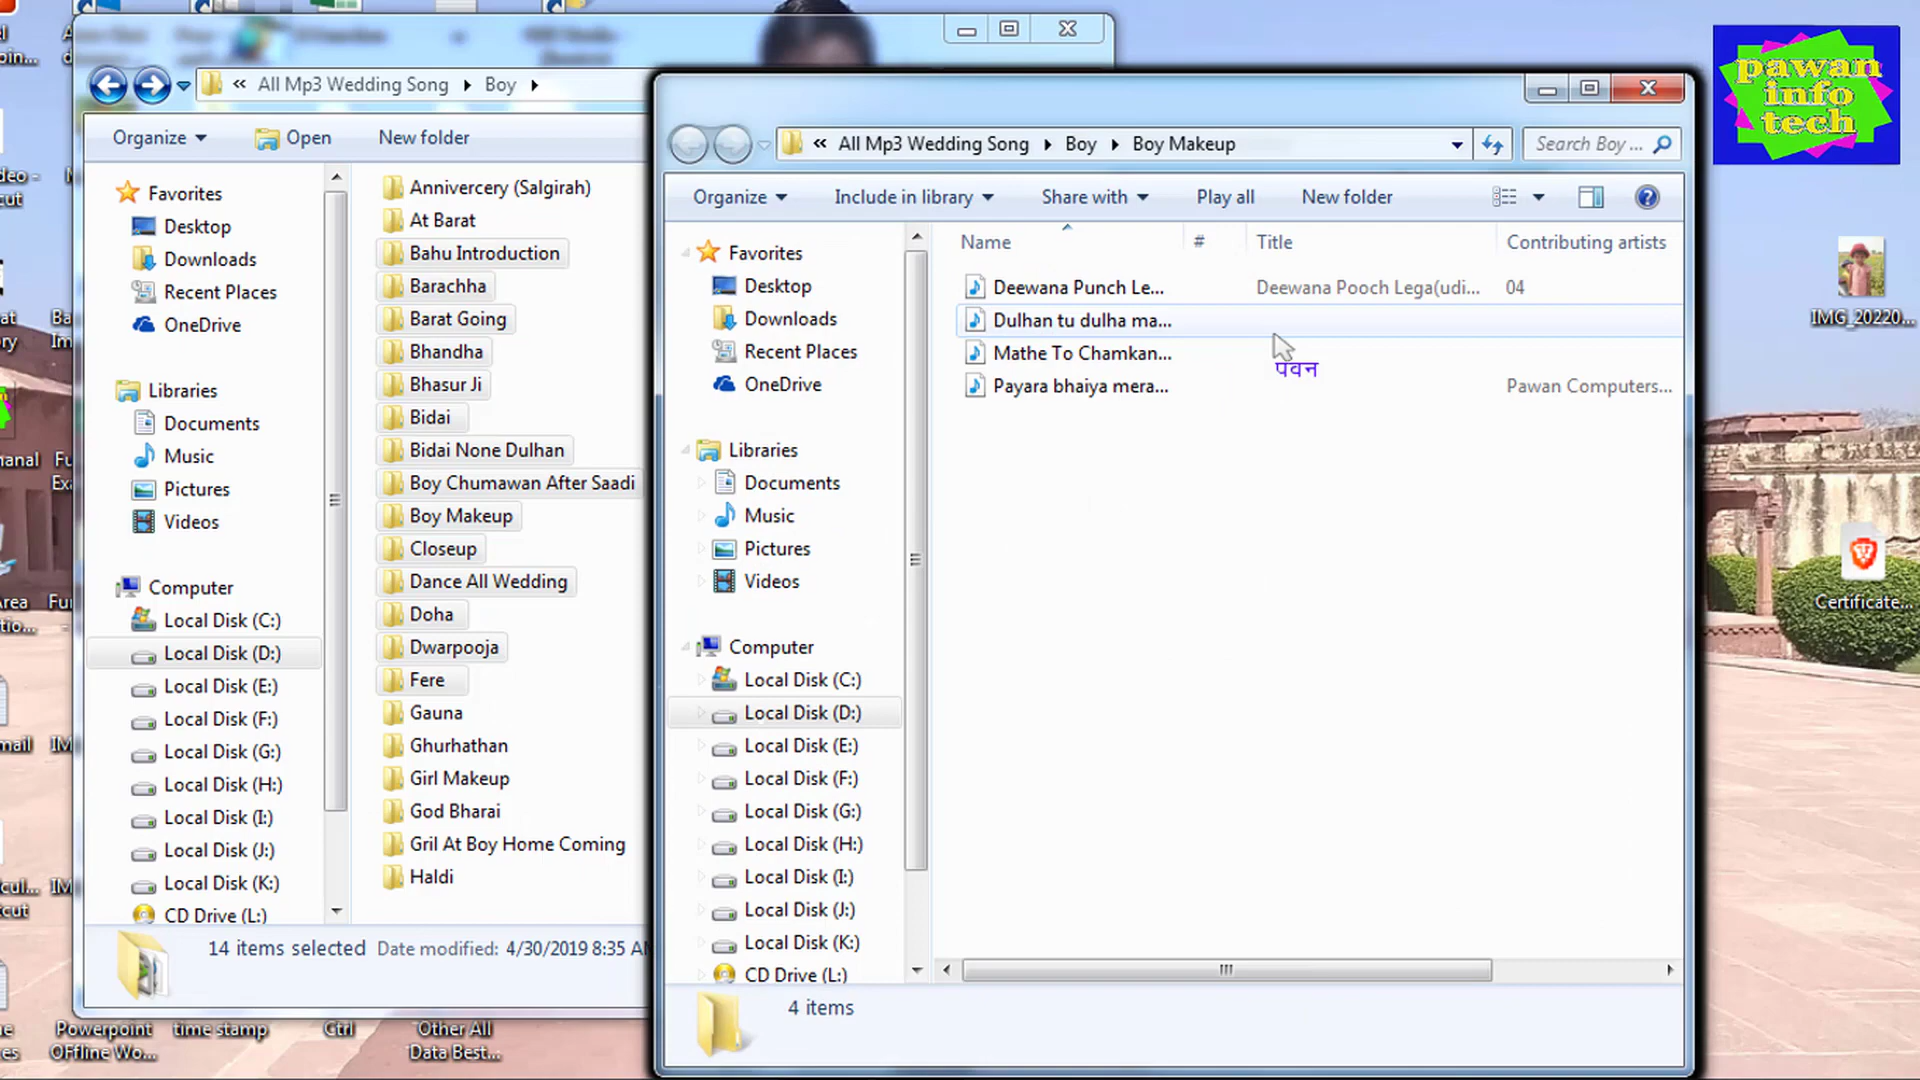 pawan
info
tech
« All Mp3 Wedding Song Boy
Organize Open New folder
Favorites
Desktop
Downloads
Recent Places
OneDrive
Libraries
Documents
Music
Pictures
Videos
Computer
Local Disk (C:)
Local Disk (D:)
Local Disk (E:)
Local Disk (F:)
Local Disk (G:)
Local Disk (H:)
Local Disk (I:)
Local Disk (J:)
Local Disk (K:)
CD Drive (L:)
Annivercery (Salgirah)
At Barat
Bahu Introduction
Barachha
Barat Going
Bhandha
Bhasur Ji
Bidai
Bidai None Dulhan
Boy Chumawan After Saadi
Boy Makeup
Closeup
Dance All Wedding
Doha
Dwarpooja
Fere
Gauna
Ghurhathan
Girl Makeup
God Bharai
Gril At Boy Home Coming
Haldi
14 items selected Date modified: 4/30/2019 8:35 AM
« All Mp3 Wedding Song Boy Boy Makeup
Search Boy ...
Organize Include in library Share with Play all New folder
Favorites
Desktop
Downloads
Recent Places
OneDrive
Libraries
Documents
Music
Pictures
Videos
Computer
Local Disk (C:)
Local Disk (D:)
Local Disk (E:)
Local Disk (F:)
Local Disk (G:)
Local Disk (H:)
Local Disk (I:)
Local Disk (J:)
Local Disk (K:)
CD Drive (L:)
Name # Title Contributing artists
Deewana Punch Le... Deewana Pooch Lega(udi... 04
Dulhan tu dulha ma...
Mathe To Chamkan...
Payara bhaiya mera... Pawan Computers...
पवन
4 items
IMG_20220...
Certificate...
Powerpoint
OFfline Wo...
time stamp
Ctrl
Other All
Data Best...